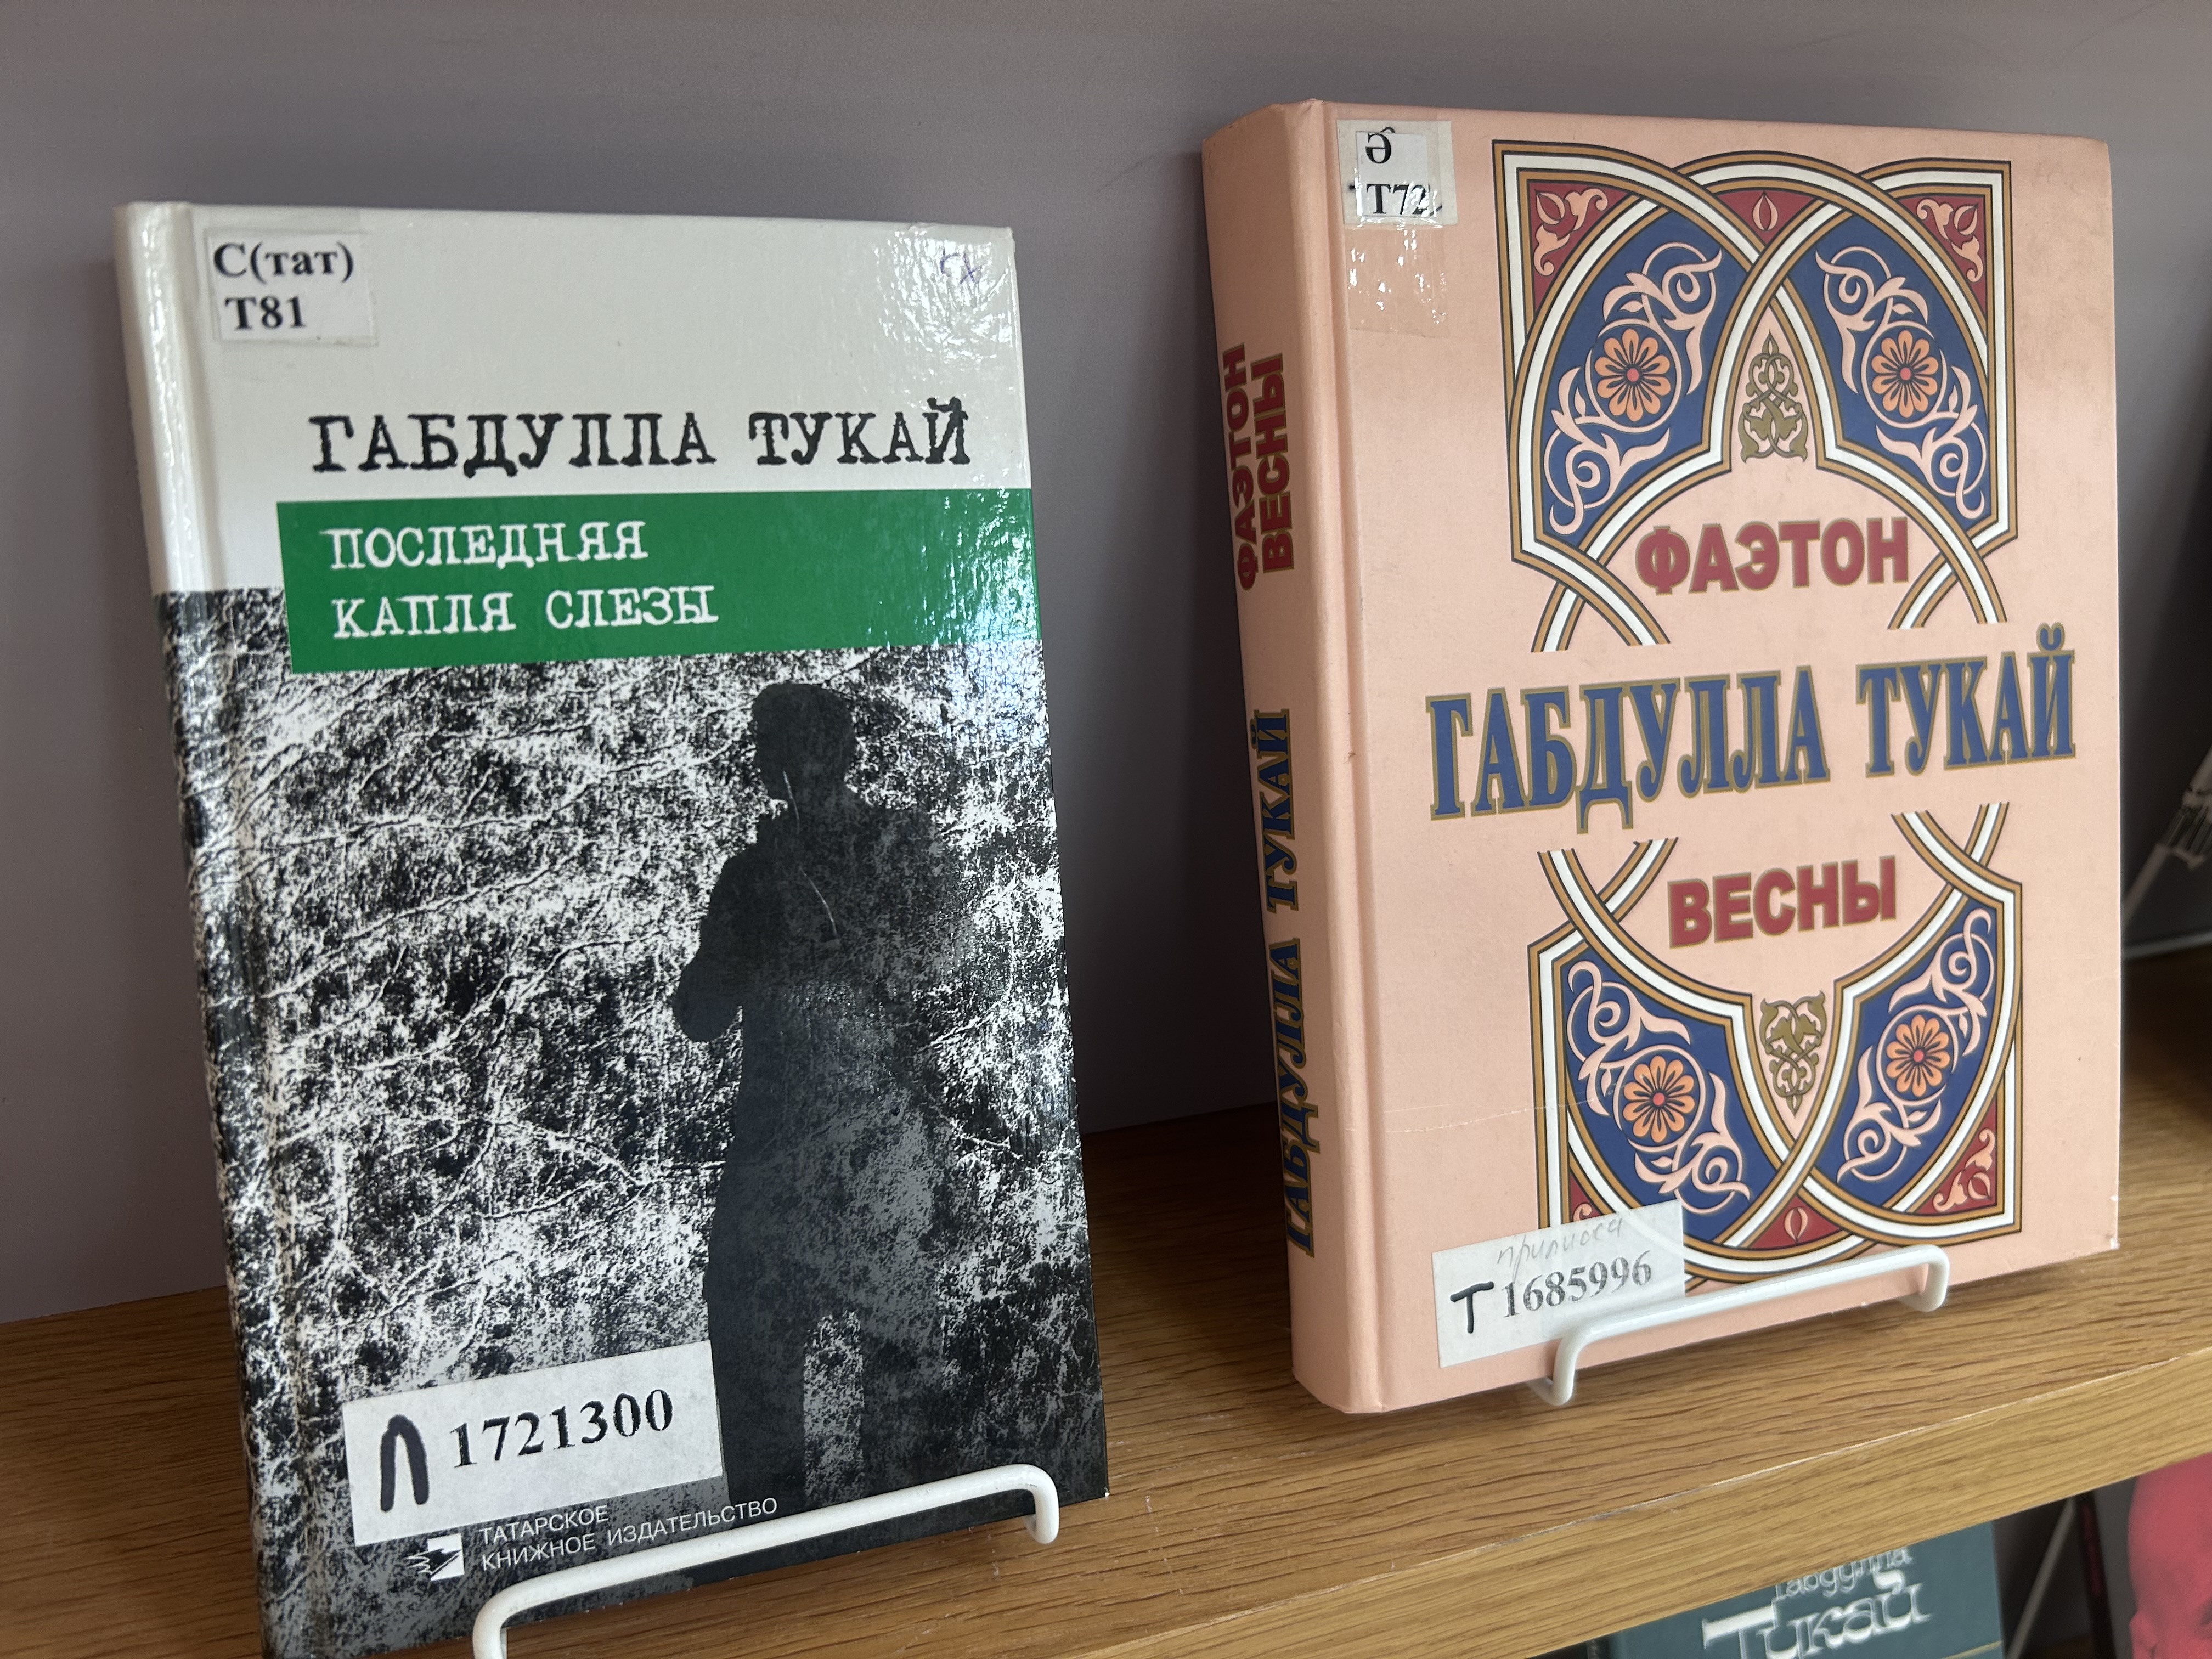 С(тат)
Т81
ГАБДУЛЛА ТУКАЙ
ПОСЛЕДНЯЯ
КАПЛЯ СЛЕЗЫ
Л 1721300
ТАТАРСКОЕ
КНИЖНОЕ ИЗДАТЕЛЬСТВО
ФАЭТОН
ВЕСНЫ
ГАБДУЛЛА ТУКАЙ
Ә
Т72
ФАЭТОН
ГАБДУЛЛА ТУКАЙ
ВЕСНЫ
Т 1685996
Габдулла
Тукай